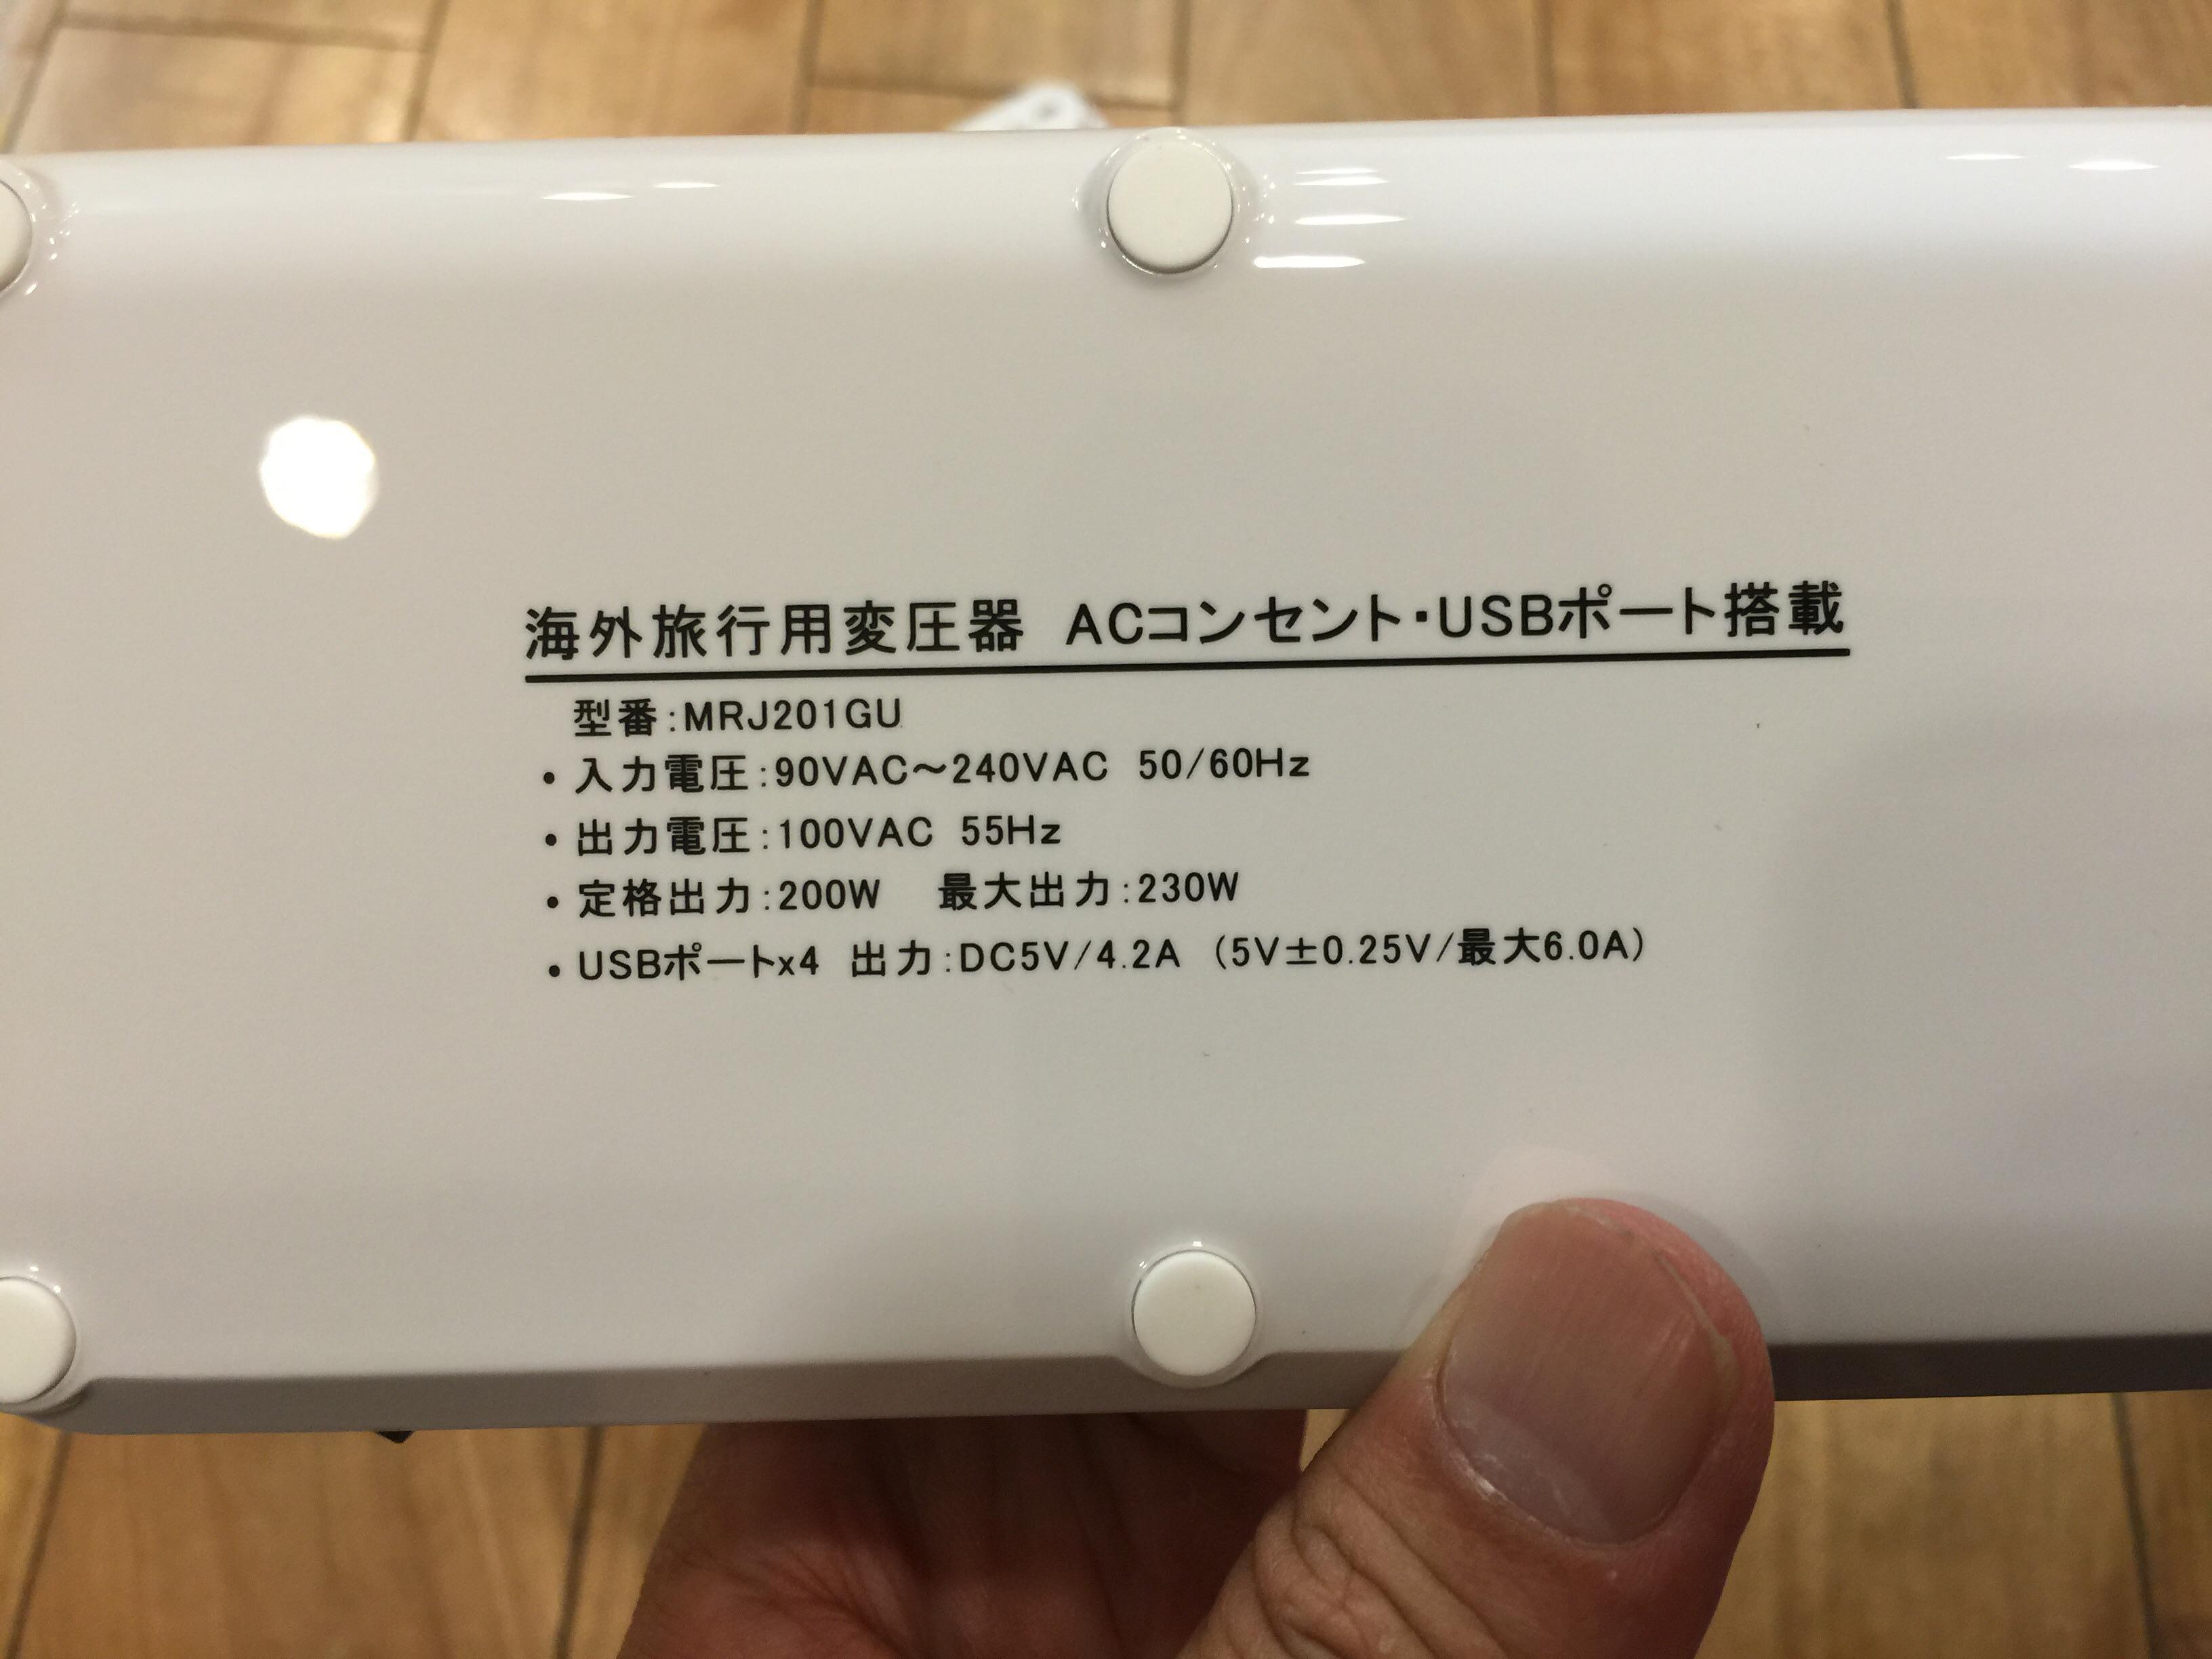 海外旅行用変圧器 ACコンセント・USBポート搭載
型番:MRJ201GU
・入力電圧:90VAC～240VAC 50/60Hz
・出力電圧:100VAC 55Hz
・定格出力:200W 最大出力:230W
・USBポートx4 出力:DC5V/4.2A (5V±0.25V/最大6.0A)